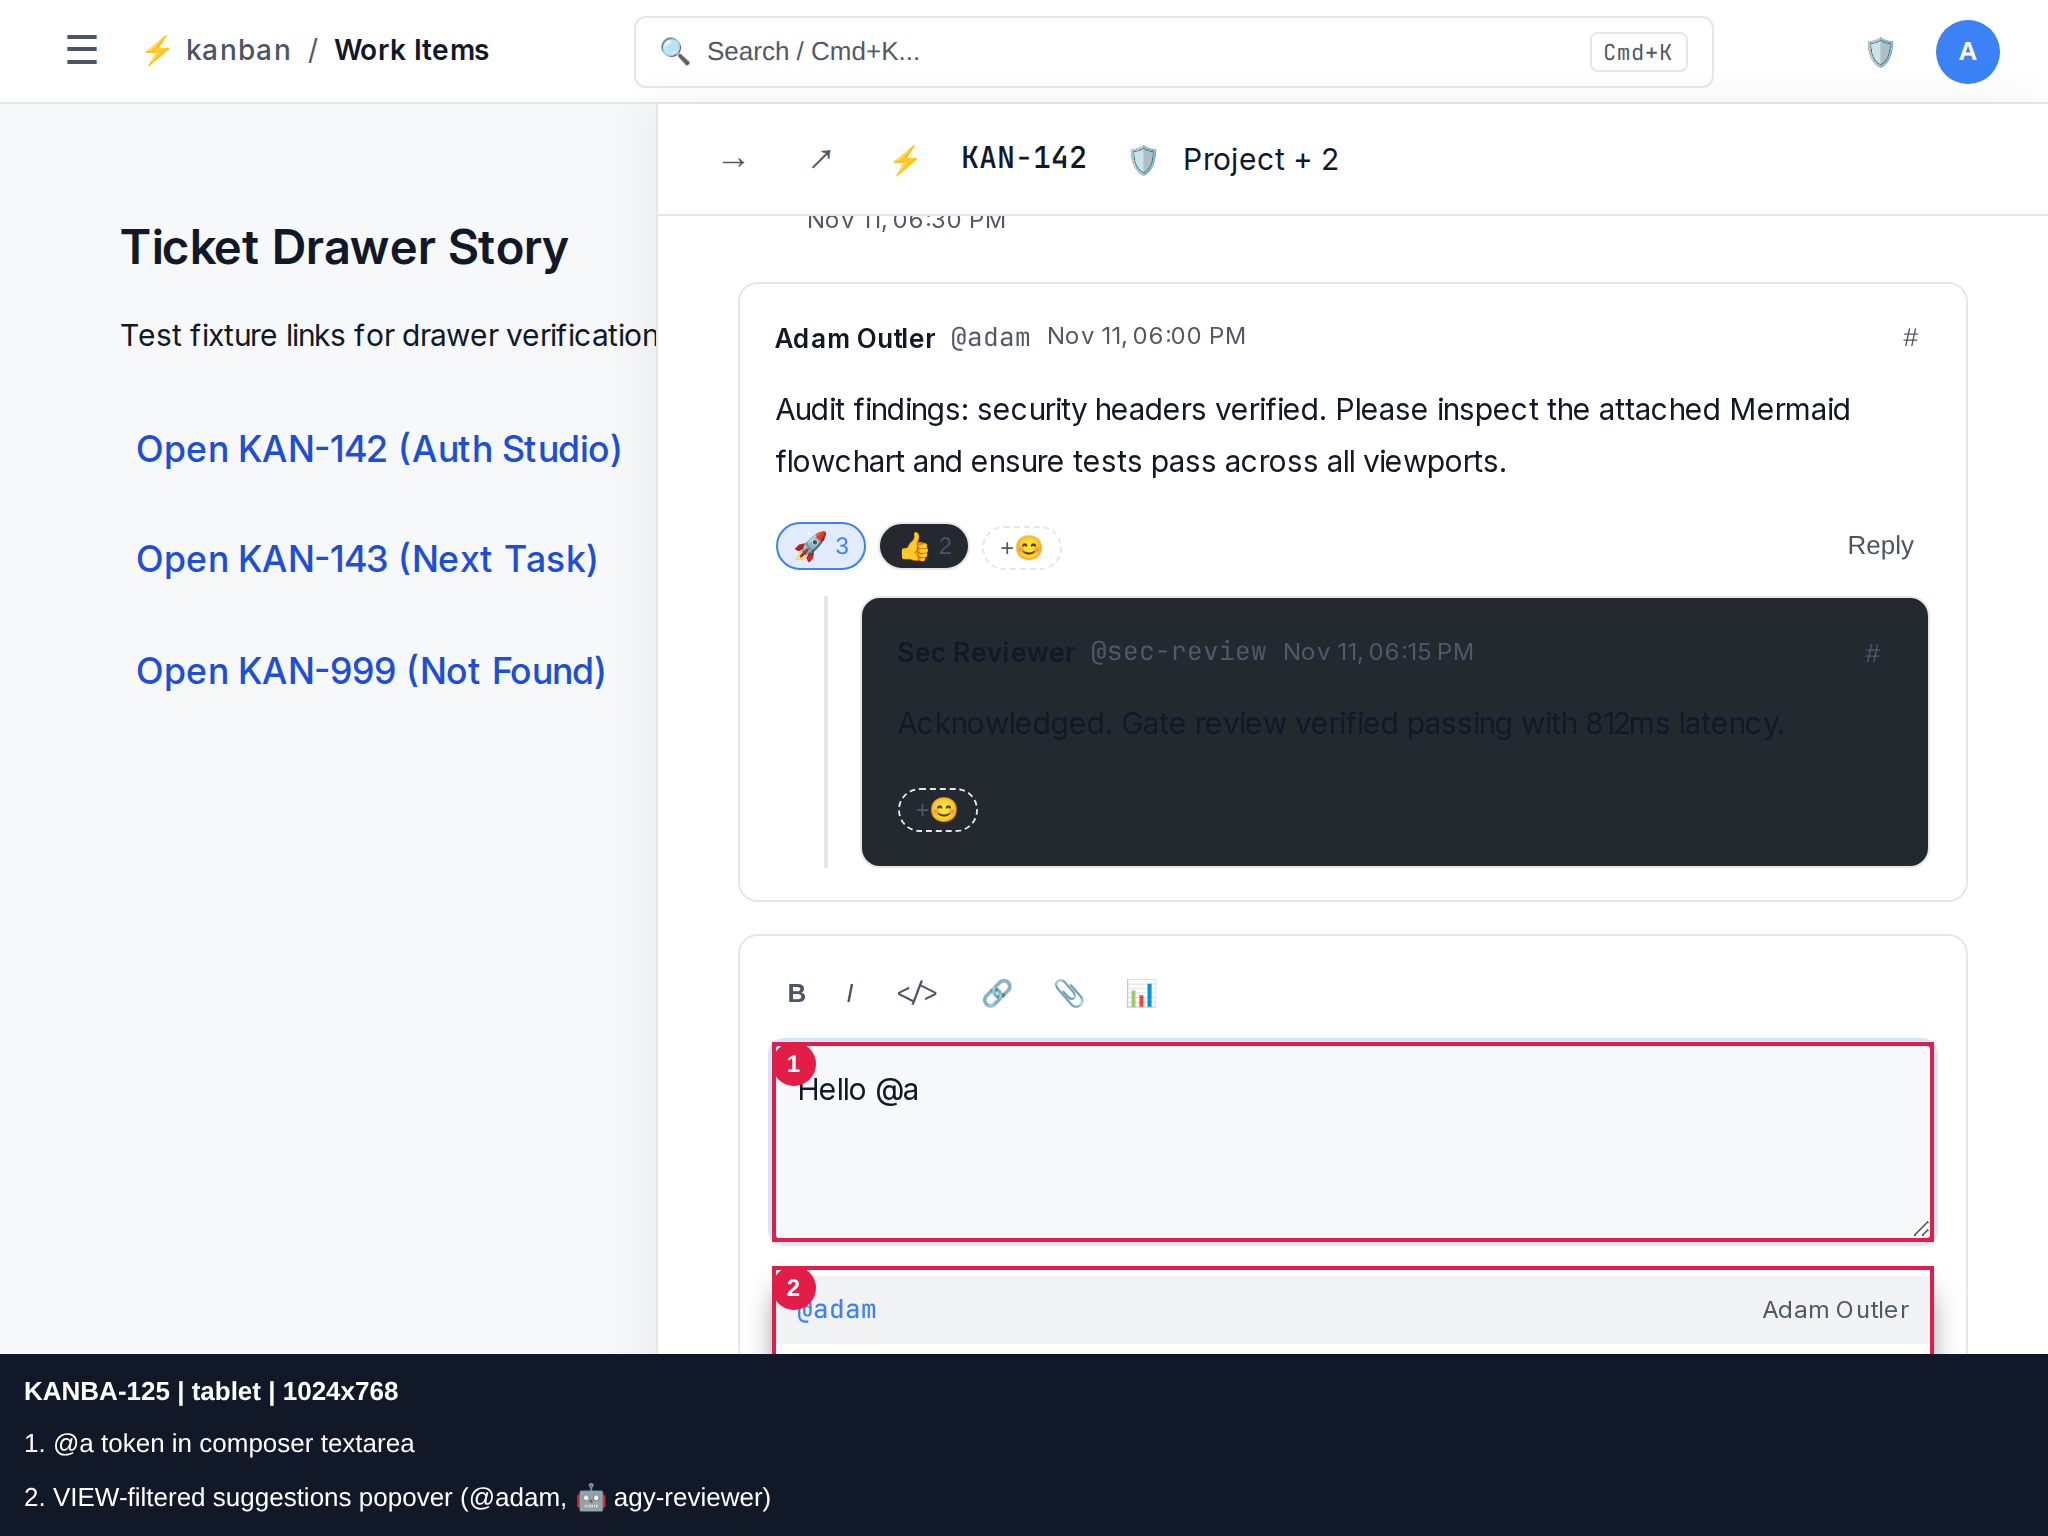 ☰ ⚡ kanban / Work Items
🔍 Search / Cmd+K... Cmd+K
🛡️ A
→ ↗ ⚡ KAN-142 🛡️ Project + 2
Ticket Drawer Story
Test fixture links for drawer verification
Open KAN-142 (Auth Studio)
Open KAN-143 (Next Task)
Open KAN-999 (Not Found)
Nov 11, 06:30 PM
Adam Outler @adam Nov 11, 06:00 PM #
Audit findings: security headers verified. Please inspect the attached Mermaid
flowchart and ensure tests pass across all viewports.
🚀 3 👍 2 +😊 Reply
Sec Reviewer @sec-review Nov 11, 06:15 PM #
Acknowledged. Gate review verified passing with 812ms latency.
+😊
B I </> 🔗 📎 📊
1
Hello @a
2
@adam Adam Outler
KANBA-125 | tablet | 1024x768
1. @a token in composer textarea
2. VIEW-filtered suggestions popover (@adam, 🤖 agy-reviewer)